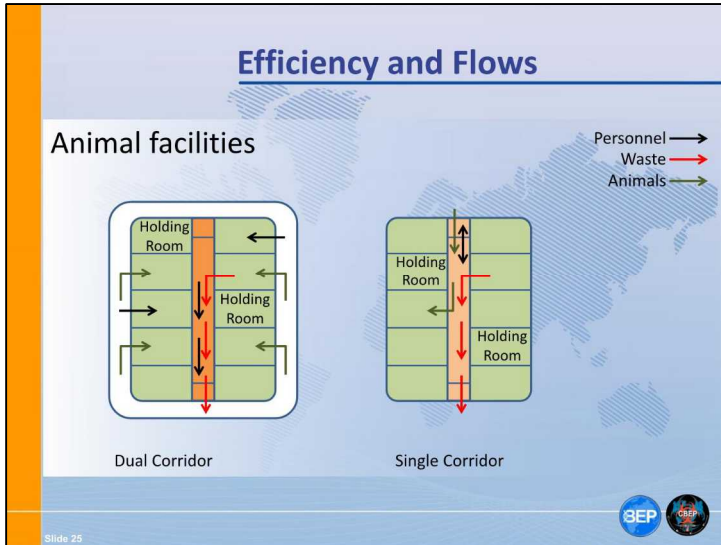 Efficiency and Flows
Animal facilities
Personnel
Waste
Animals
Holding
Room
Holding
Room
Holding
Room
Holding
Room
Dual Corridor
Single Corridor
BEP
CBEP
Slide 25